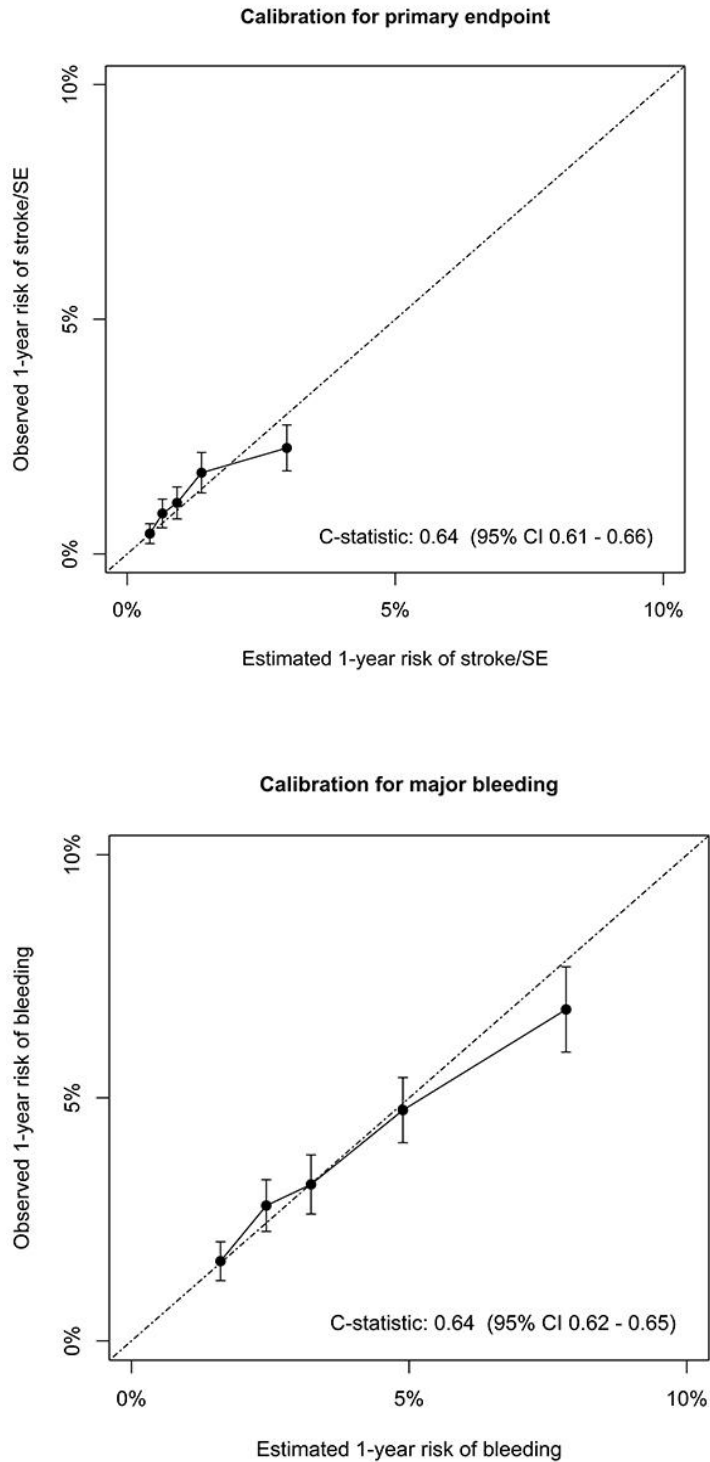 Calibration for primary endpoint
10%
5%
0%
Observed 1-year risk of stroke/SE
C-statistic: 0.64 (95% CI 0.61 - 0.66)
0% 5% 10%
Estimated 1-year risk of stroke/SE
Calibration for major bleeding
10%
5%
0%
Observed 1-year risk of bleeding
C-statistic: 0.64 (95% CI 0.62 - 0.65)
0% 5% 10%
Estimated 1-year risk of bleeding